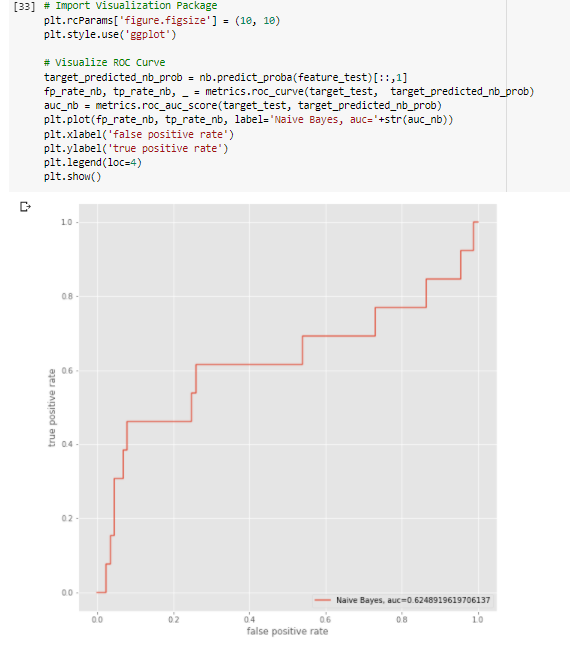 [33] # Import Visualization Package
plt.rcParams['figure.figsize'] = (10, 10)
plt.style.use('ggplot')
# Visualize ROC Curve
target_predicted_nb_prob = nb.predict_proba(feature_test)[::,1]
fp_rate_nb, tp_rate_nb, _ = metrics.roc_curve(target_test,  target_predicted_nb_prob)
auc_nb = metrics.roc_auc_score(target_test, target_predicted_nb_prob)
plt.plot(fp_rate_nb, tp_rate_nb, label='Naive Bayes, auc='+str(auc_nb))
plt.xlabel('false positive rate')
plt.ylabel('true positive rate')
plt.legend(loc=4)
plt.show()
1.0
0.8
0.6
0.4
0.2
0.0
true positive rate
Naive Bayes, auc=0.6248919619706137
0.0 0.2 0.4 0.6 0.8 1.0
false positive rate